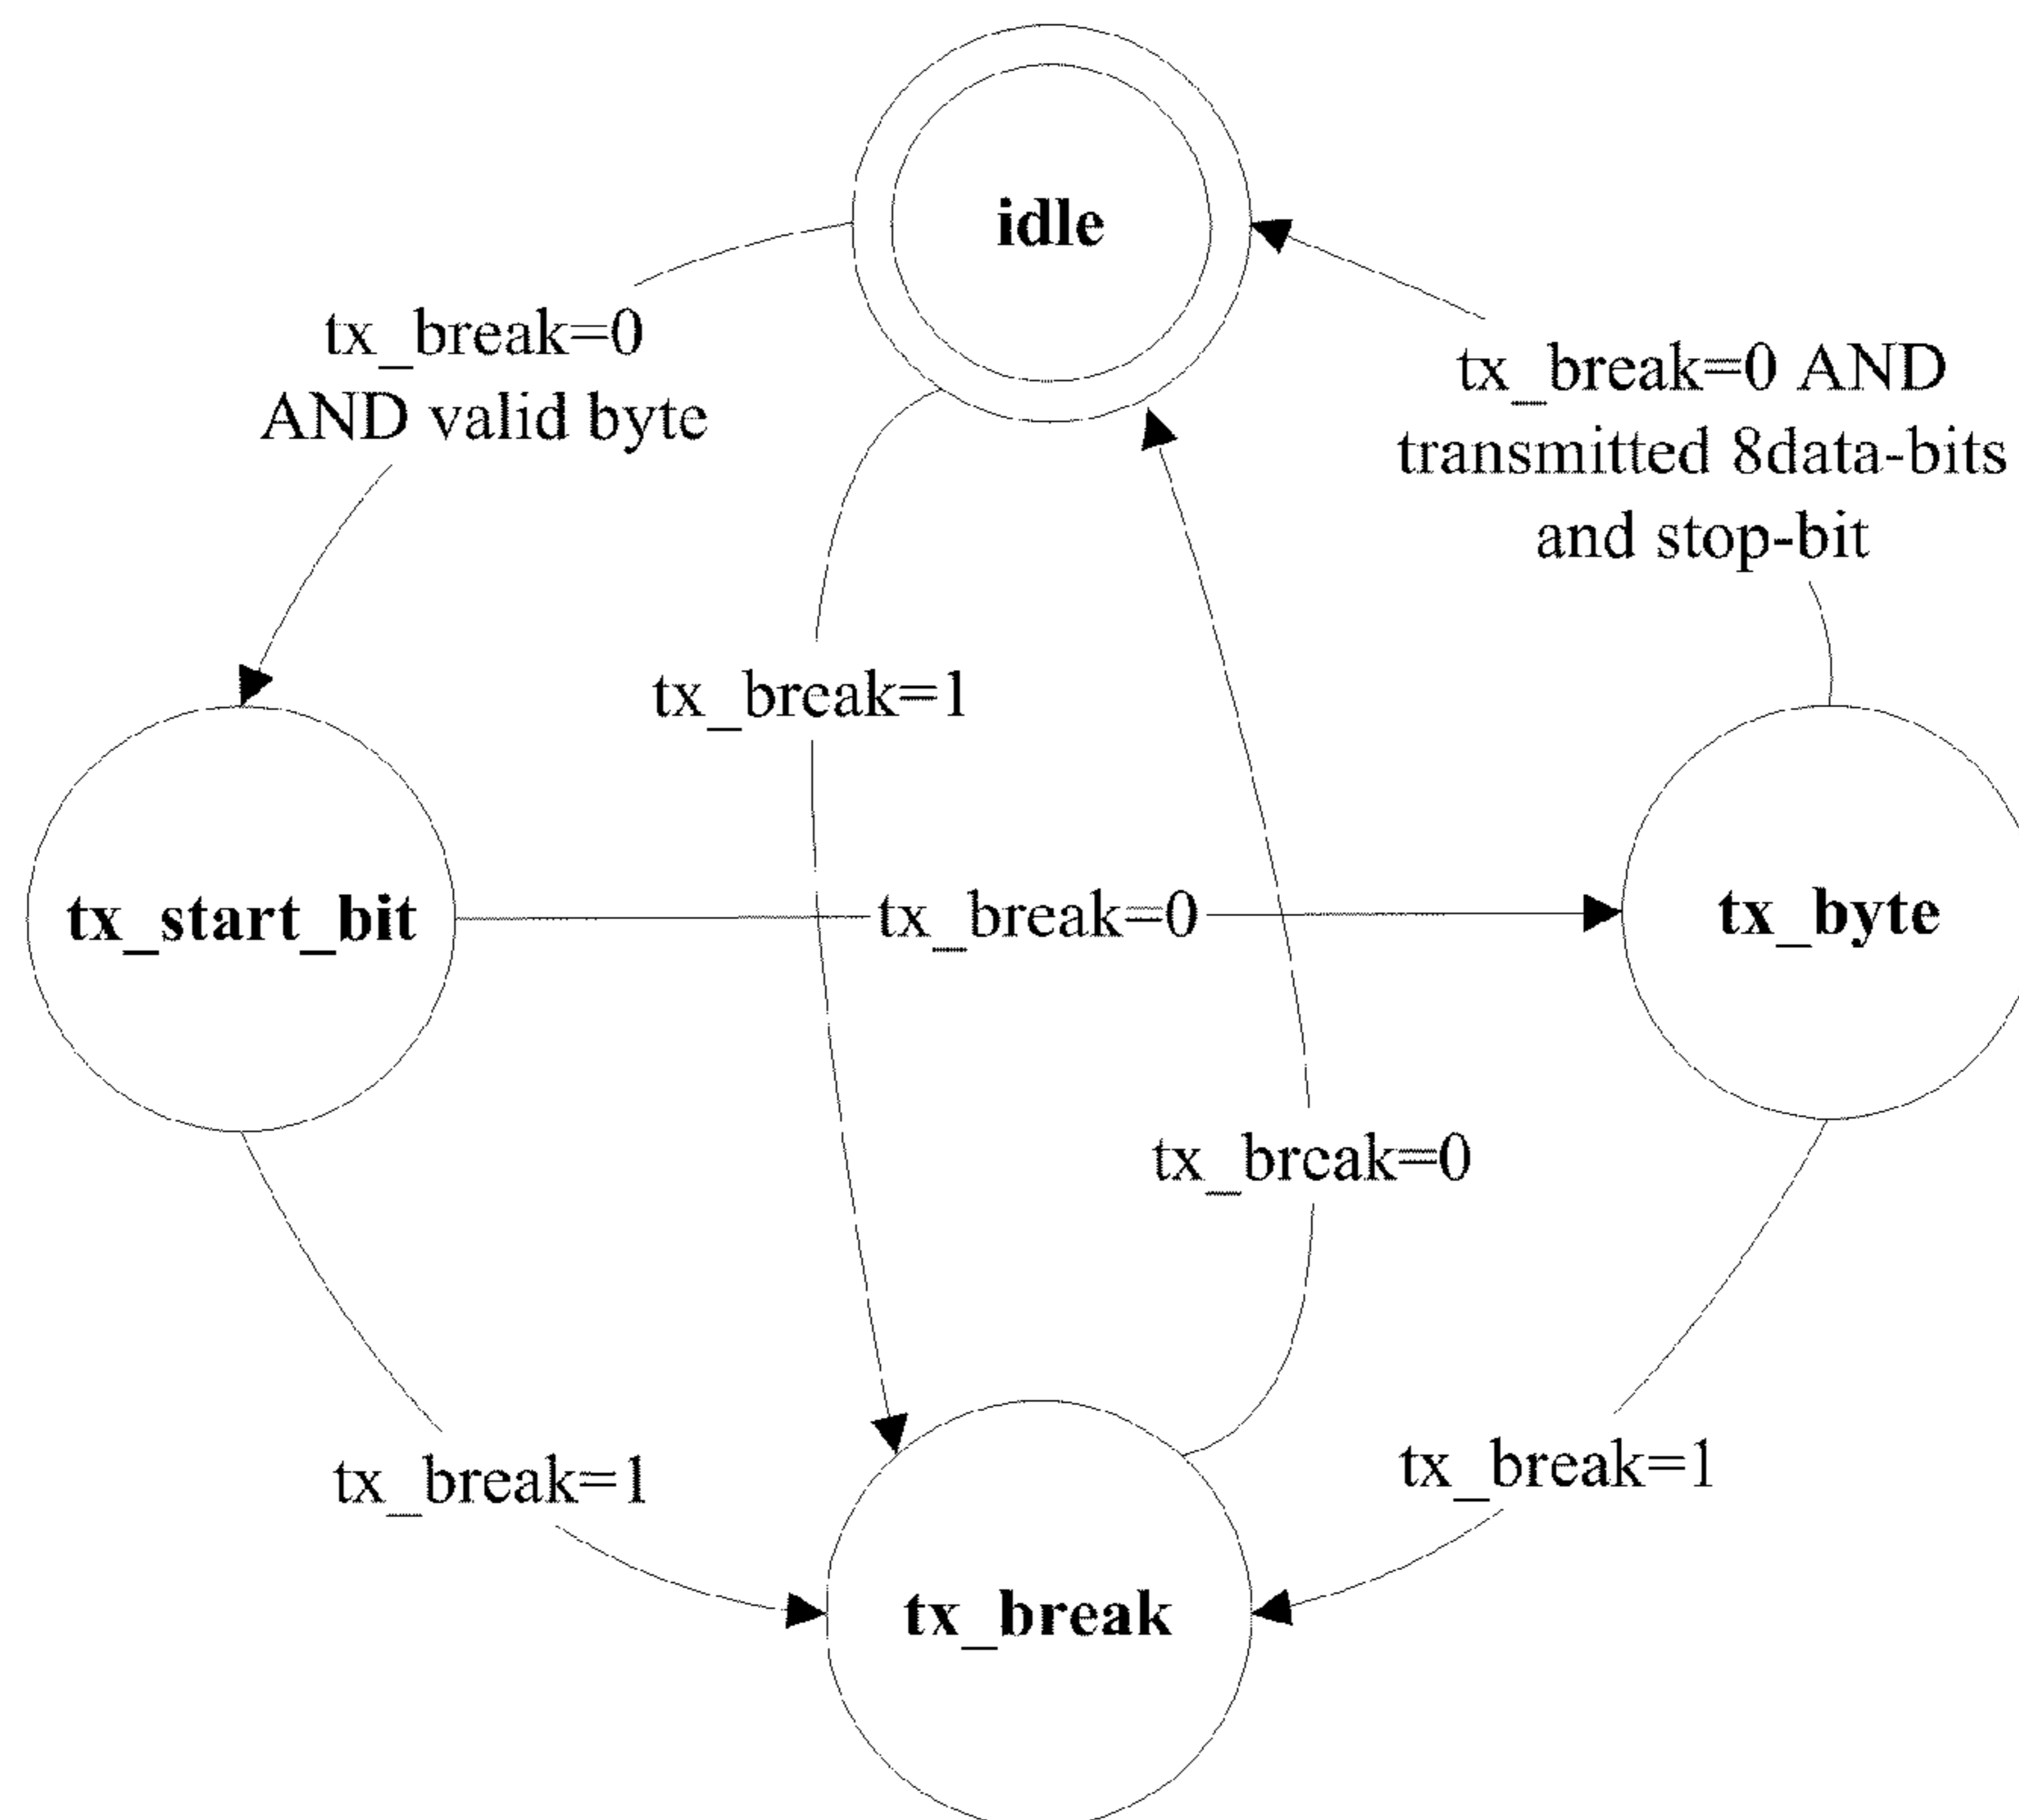 idle
tx_break=0
AND valid byte
tx_break=0 AND
transmitted 8data-bits
and stop-bit
tx_break=1
tx_start_bit
tx_break=0
tx_byte
tx_break=0
tx_break=1
tx_break=1
tx_break